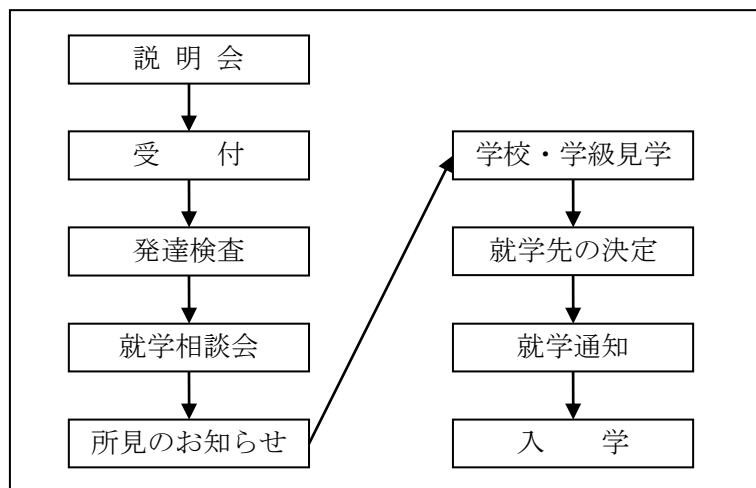 説 明 会
受　　付
発達検査
就学相談会
所見のお知らせ
学校・学級見学
就学先の決定
就学通知
入　　学